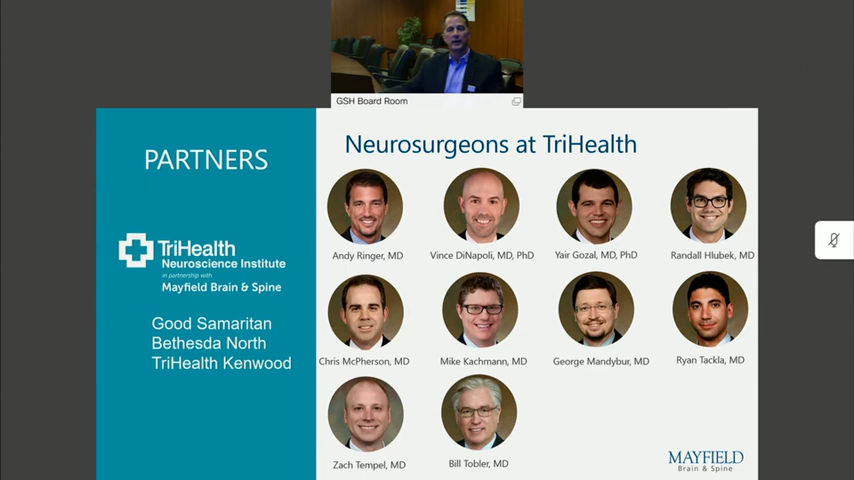 GSH Board Room
PARTNERS
TriHealth
Neuroscience Institute
in partnership with
Mayfield Brain & Spine
Good Samaritan
Bethesda North
TriHealth Kenwood
Neurosurgeons at TriHealth
Andy Ringer, MD
Vince DiNapoli, MD, PhD
Yair Gozal, MD, PhD
Randall Hlubek, MD
Chris McPherson, MD
Mike Kachmann, MD
George Mandybur, MD
Ryan Tackla, MD
Zach Tempel, MD
Bill Tobler, MD
MAYFIELD
Brain & Spine